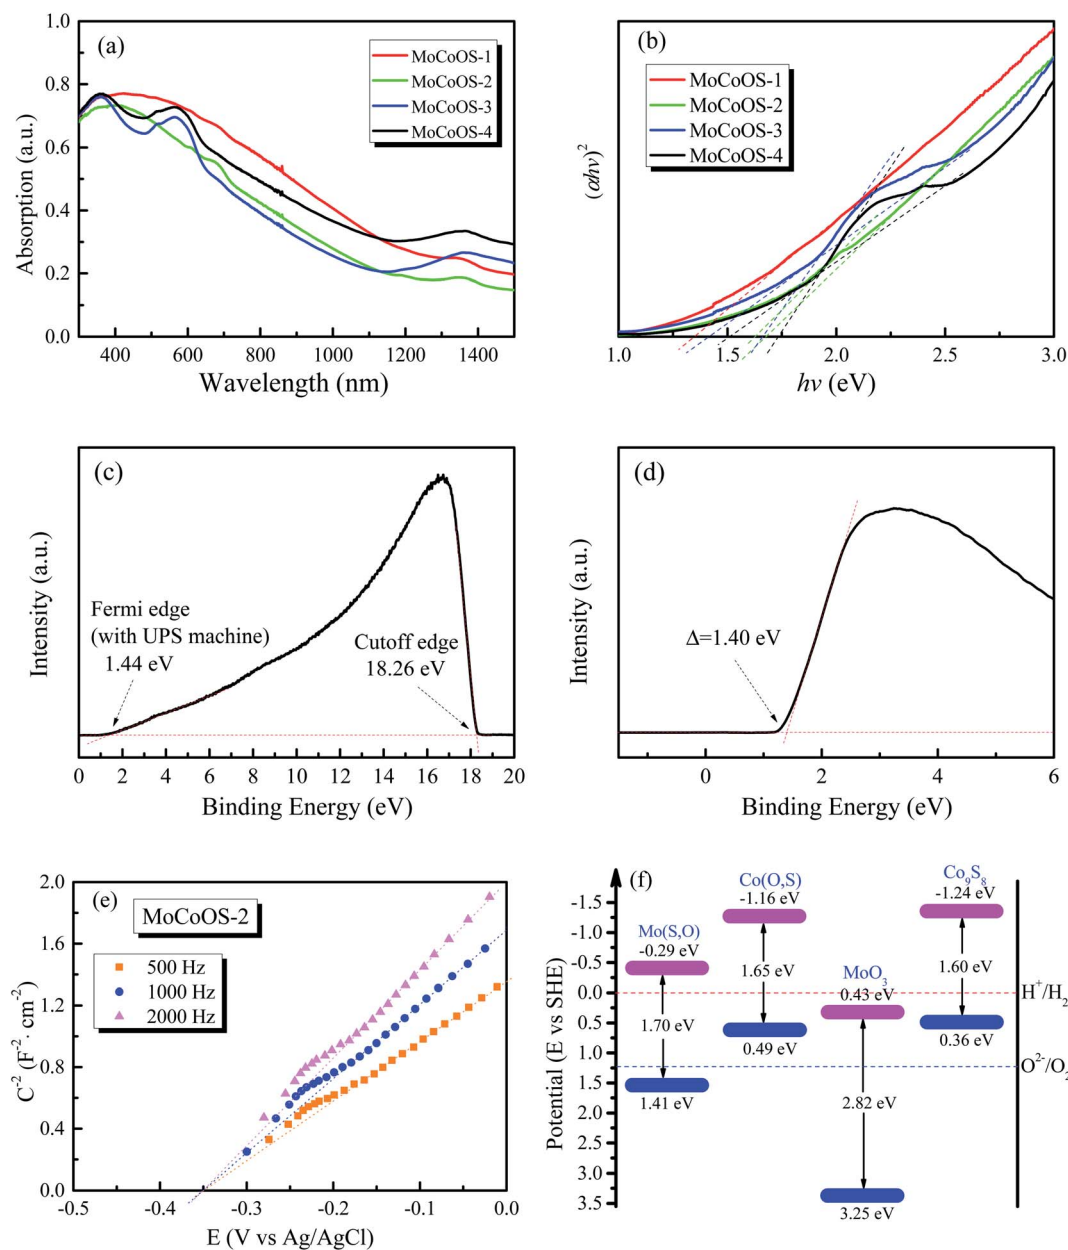 (a)
MoCoOS-1
MoCoOS-2
MoCoOS-3
MoCoOS-4
Absorption (a.u.)
1.0
0.8
0.6
0.4
0.2
0.0
400 600 800 1000 1200 1400
Wavelength (nm)
(b)
MoCoOS-1
MoCoOS-2
MoCoOS-3
MoCoOS-4
(αhν)²
1.0 1.5 2.0 2.5 3.0
hν (eV)
(c)
Intensity (a.u.)
Fermi edge
(with UPS machine)
1.44 eV
Cutoff edge
18.26 eV
0 2 4 6 8 10 12 14 16 18 20
Binding Energy (eV)
(d)
Intensity (a.u.)
Δ=1.40 eV
0 2 4 6
Binding Energy (eV)
(e)
MoCoOS-2
500 Hz
1000 Hz
2000 Hz
C⁻² (F⁻²· cm⁻²)
2.0
1.6
1.2
0.8
0.4
0.0
-0.5 -0.4 -0.3 -0.2 -0.1 0.0
E (V vs Ag/AgCl)
(f)
Potential (E vs SHE)
-1.5
-1.0
-0.5
0.0
0.5
1.0
1.5
2.0
2.5
3.0
3.5
Mo(S,O)
-0.29 eV
1.70 eV
1.41 eV
Co(O,S)
-1.16 eV
1.65 eV
0.49 eV
MoO₃
0.43 eV
2.82 eV
3.25 eV
Co₉S₈
-1.24 eV
1.60 eV
0.36 eV
H⁺/H₂
O²⁻/O₂